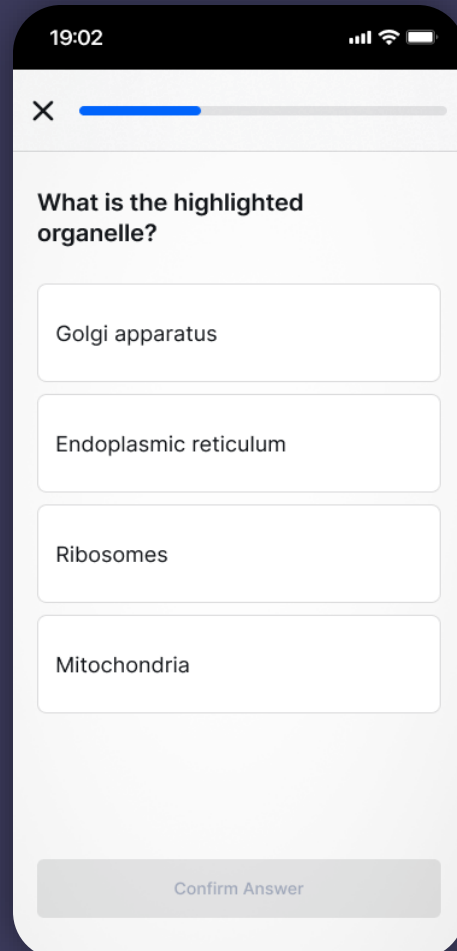 19:02
What is the highlighted
organelle?
Golgi apparatus
Endoplasmic reticulum
Ribosomes
Mitochondria
Confirm Answer